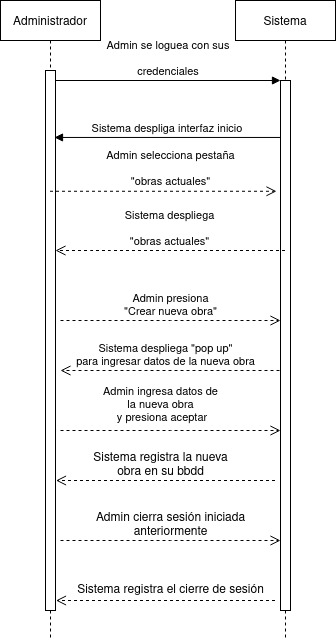 Administrador
Sistema
Admin se loguea con sus
credenciales
Sistema despliga interfaz inicio
Admin selecciona pestaña
"obras actuales"
Sistema despliega
"obras actuales"
Admin presiona
"Crear nueva obra"
Sistema despliega "pop up"
para ingresar datos de la nueva obra
Admin ingresa datos de
la nueva obra
y presiona aceptar
Sistema registra la nueva
obra en su bbdd
Admin cierra sesión iniciada
anteriormente
Sistema registra el cierre de sesión